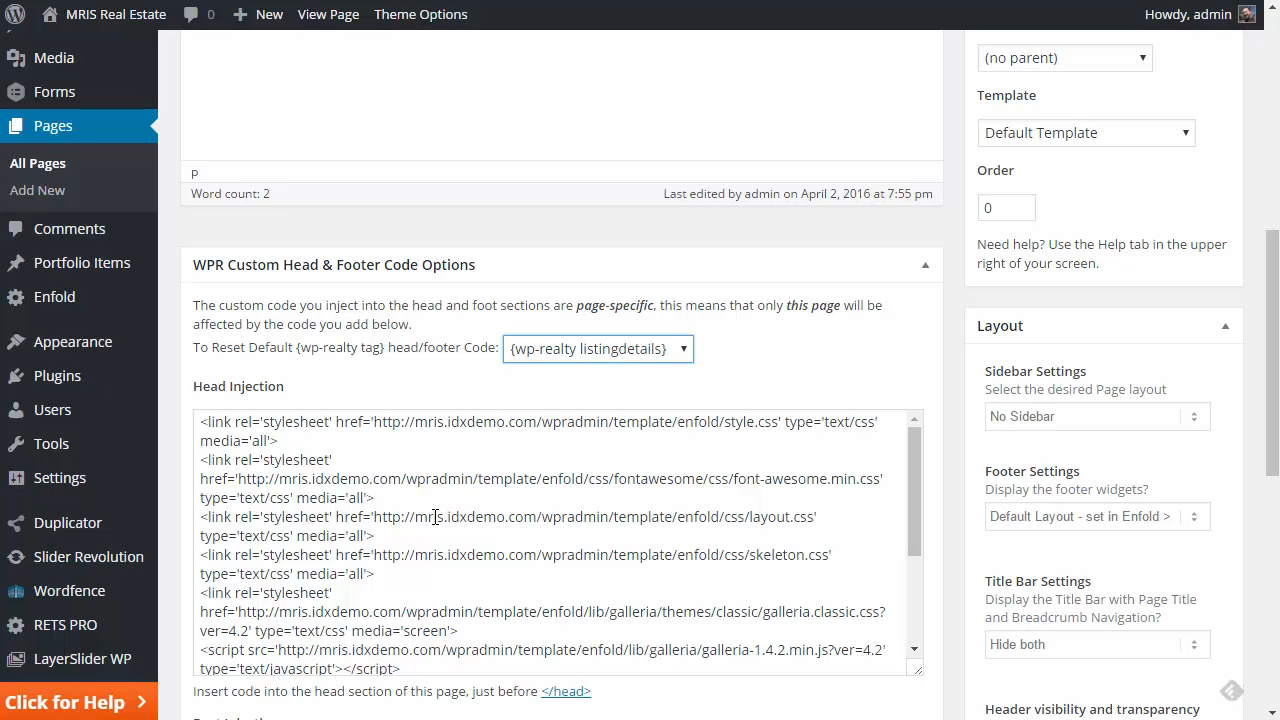 MRIS Real Estate 0 New View Page Theme Options Howdy, admin
Media
Forms
Pages
All Pages
Add New
Comments
Portfolio Items
Enfold
Appearance
Plugins
Users
Tools
Settings
Duplicator
Slider Revolution
Wordfence
RETS PRO
LayerSlider WP
Click for Help
p
Word count: 2 Last edited by admin on April 2, 2016 at 7:55 pm
WPR Custom Head & Footer Code Options
The custom code you inject into the head and foot sections are page-specific, this means that only this page will be
affected by the code you add below.
To Reset Default {wp-realty tag} head/footer Code: {wp-realty listingdetails}
Head Injection
<link rel='stylesheet' href='http://mris.idxdemo.com/wpradmin/template/enfold/style.css' type='text/css'
media='all'>
<link rel='stylesheet'
href='http://mris.idxdemo.com/wpradmin/template/enfold/css/fontawesome/css/font-awesome.min.css'
type='text/css' media='all'>
<link rel='stylesheet' href='http://mris.idxdemo.com/wpradmin/template/enfold/css/layout.css'
type='text/css' media='all'>
<link rel='stylesheet' href='http://mris.idxdemo.com/wpradmin/template/enfold/css/skeleton.css'
type='text/css' media='all'>
<link rel='stylesheet'
href='http://mris.idxdemo.com/wpradmin/template/enfold/lib/galleria/themes/classic/galleria.classic.css?
ver=4.2' type='text/css' media='screen'>
<script src='http://mris.idxdemo.com/wpradmin/template/enfold/lib/galleria/galleria-1.4.2.min.js?ver=4.2'
type='text/javascript'></script>
Insert code into the head section of this page, just before </head>
(no parent)
Template
Default Template
Order
0
Need help? Use the Help tab in the upper
right of your screen.
Layout
Sidebar Settings
Select the desired Page layout
No Sidebar
Footer Settings
Display the footer widgets?
Default Layout - set in Enfold >
Title Bar Settings
Display the Title Bar with Page Title
and Breadcrumb Navigation?
Hide both
Header visibility and transparency